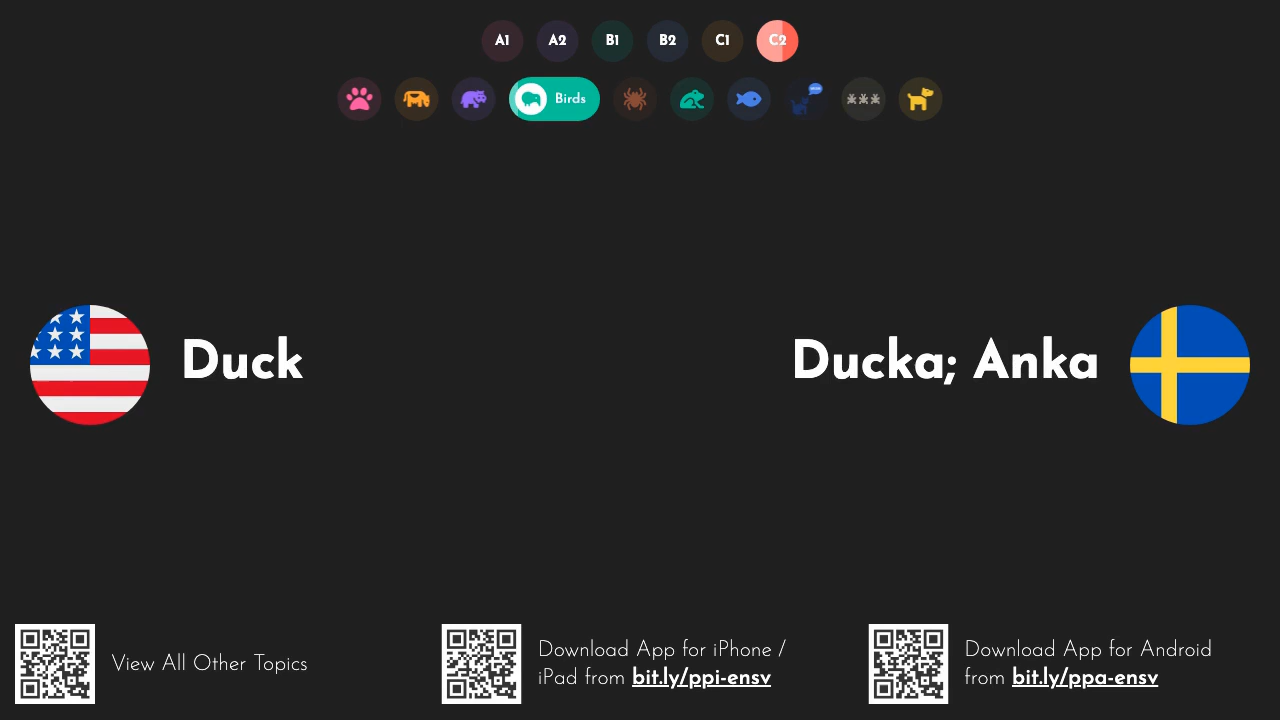 A1 A2 B1 B2 C1 C2
Birds
Duck
Ducka; Anka
View All Other Topics
Download App for iPhone /
iPad from bit.ly/ppi-ensv
Download App for Android
from bit.ly/ppa-ensv